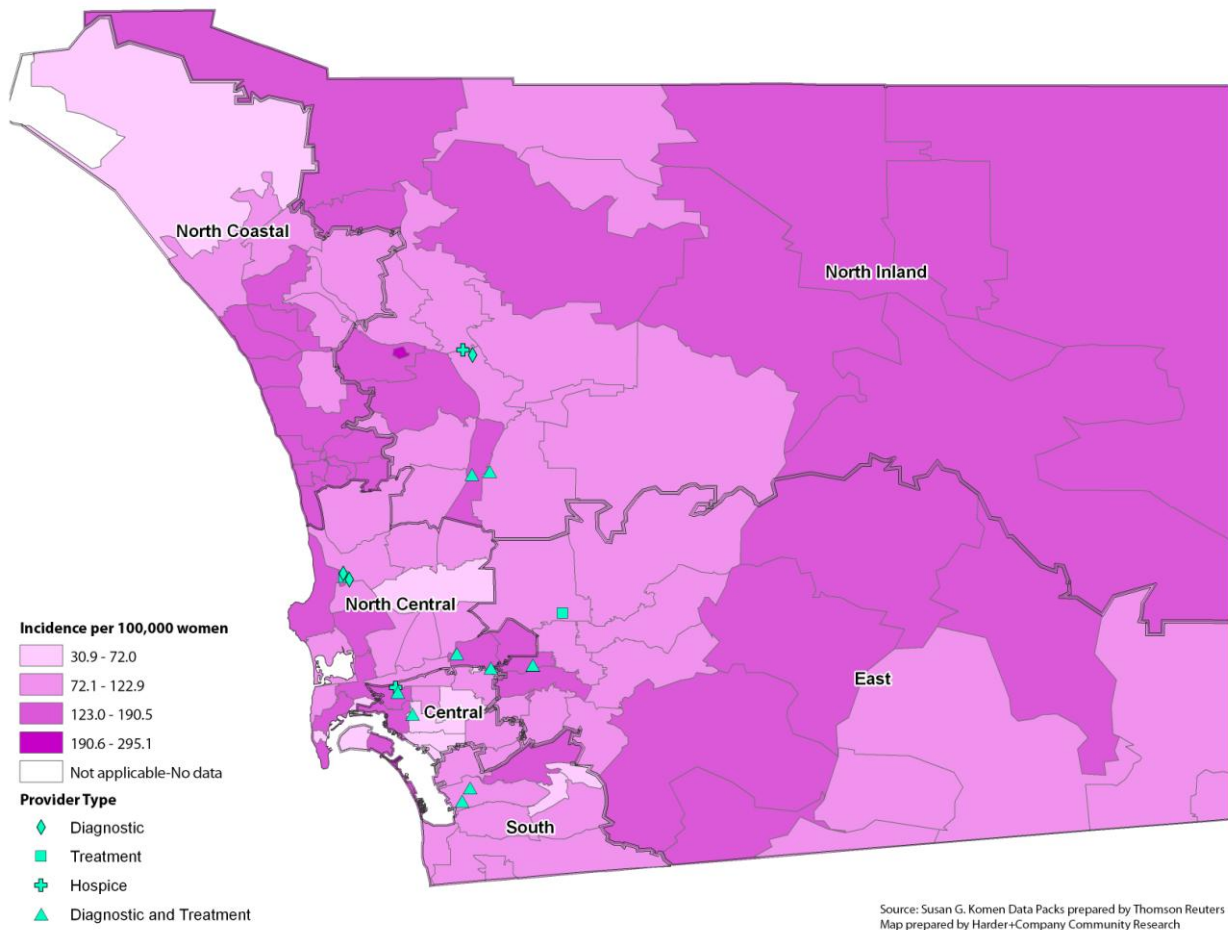 North Coastal
North Inland
North Central
East
Central
South
Incidence per 100,000 women
30.9 - 72.0
72.1 - 122.9
123.0 - 190.5
190.6 - 295.1
Not applicable-No data
Provider Type
Diagnostic
Treatment
Hospice
Diagnostic and Treatment
Source: Susan G. Komen Data Packs prepared by Thomson Reuters
Map prepared by Harder+Company Community Research